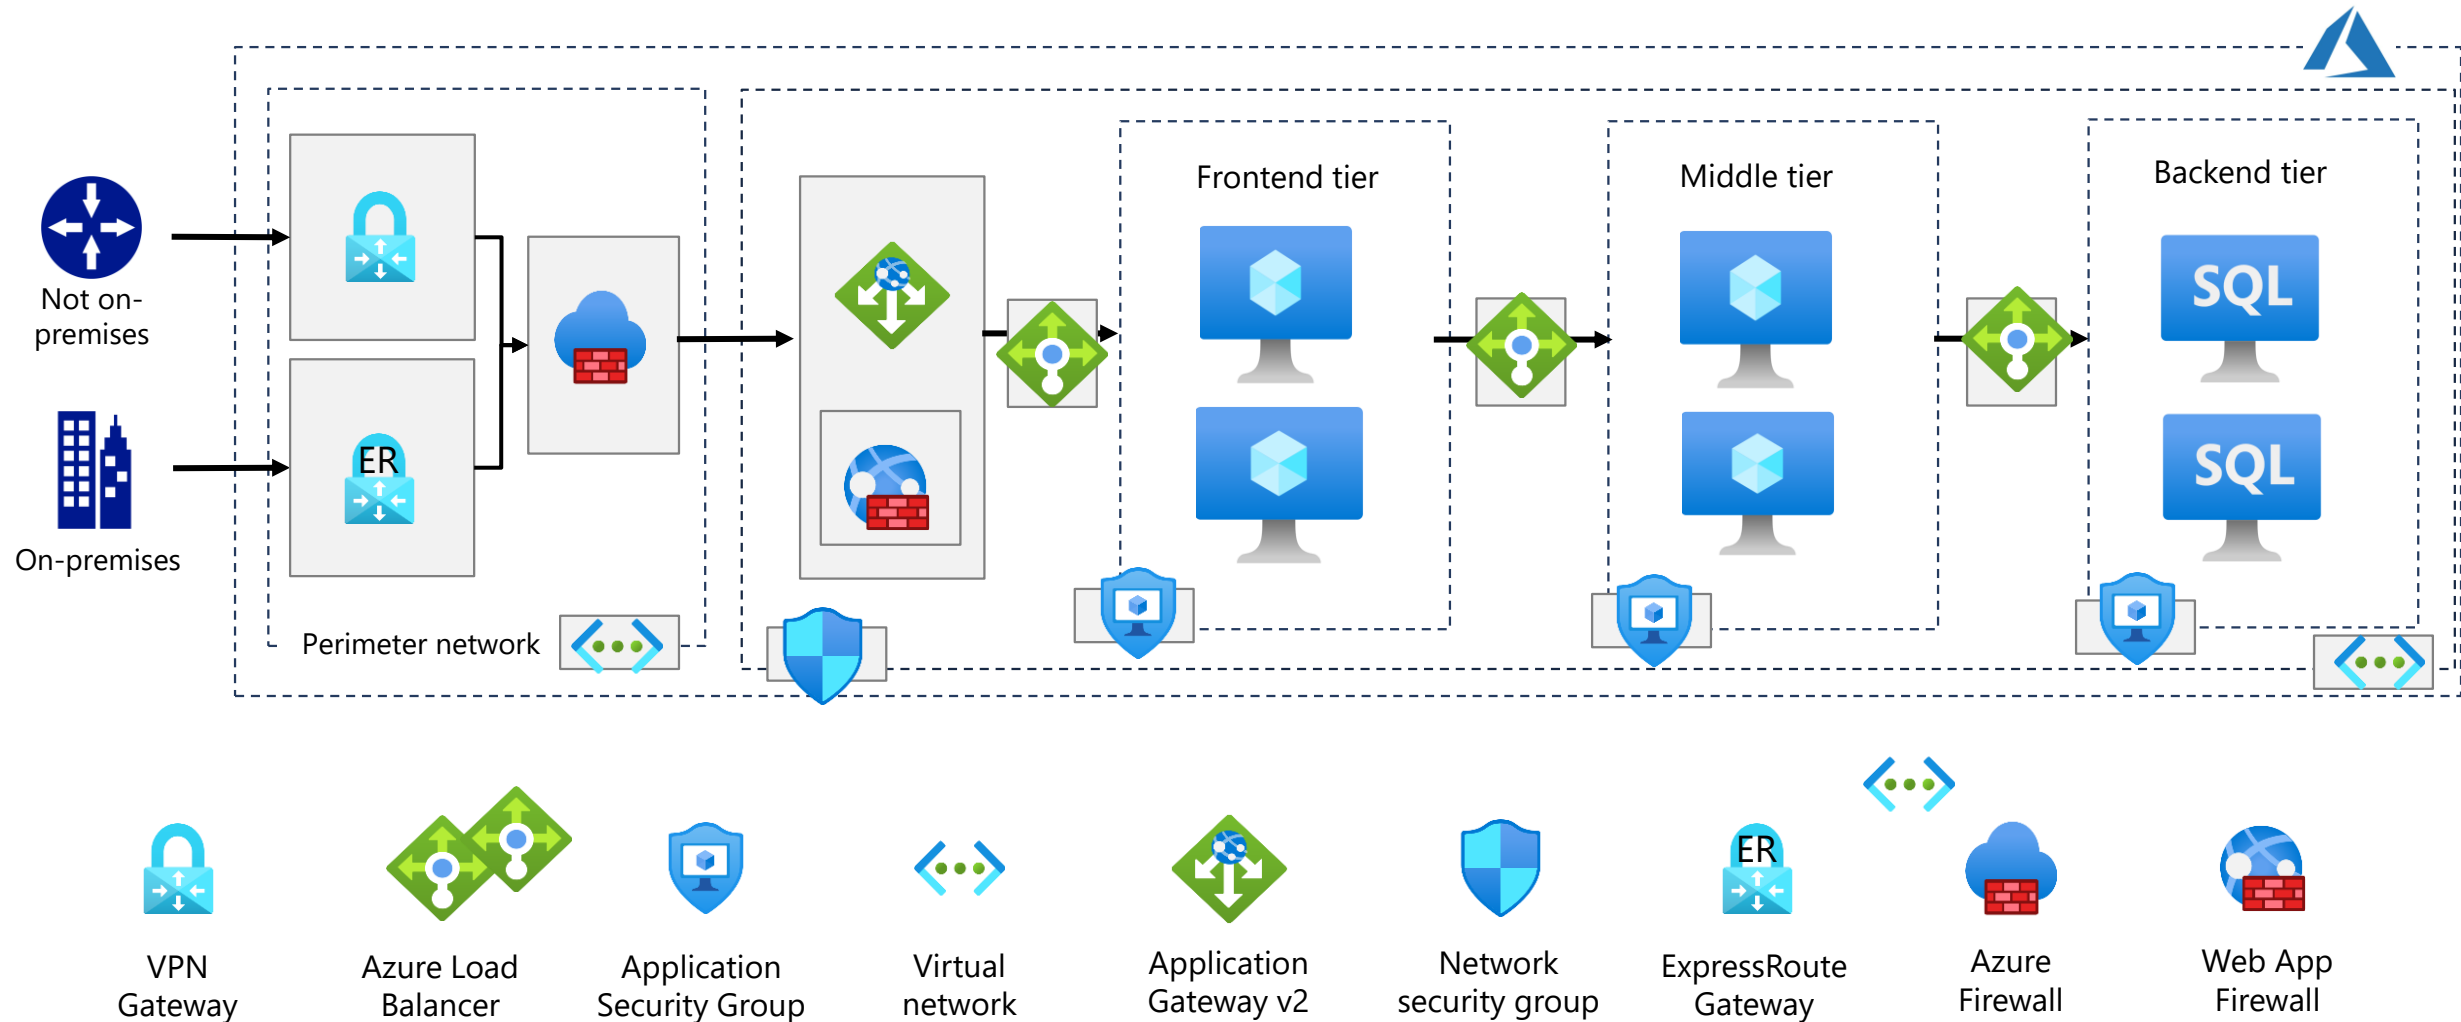 Frontend tier
Middle tier
Backend tier
Not on-
premises
SQL
ER
SQL
On-premises
Perimeter network
ER
VPN
Gateway
Azure Load
Balancer
Application
Security Group
Virtual
network
Application
Gateway v2
Network
security group
ExpressRoute
Gateway
Azure
Firewall
Web App
Firewall